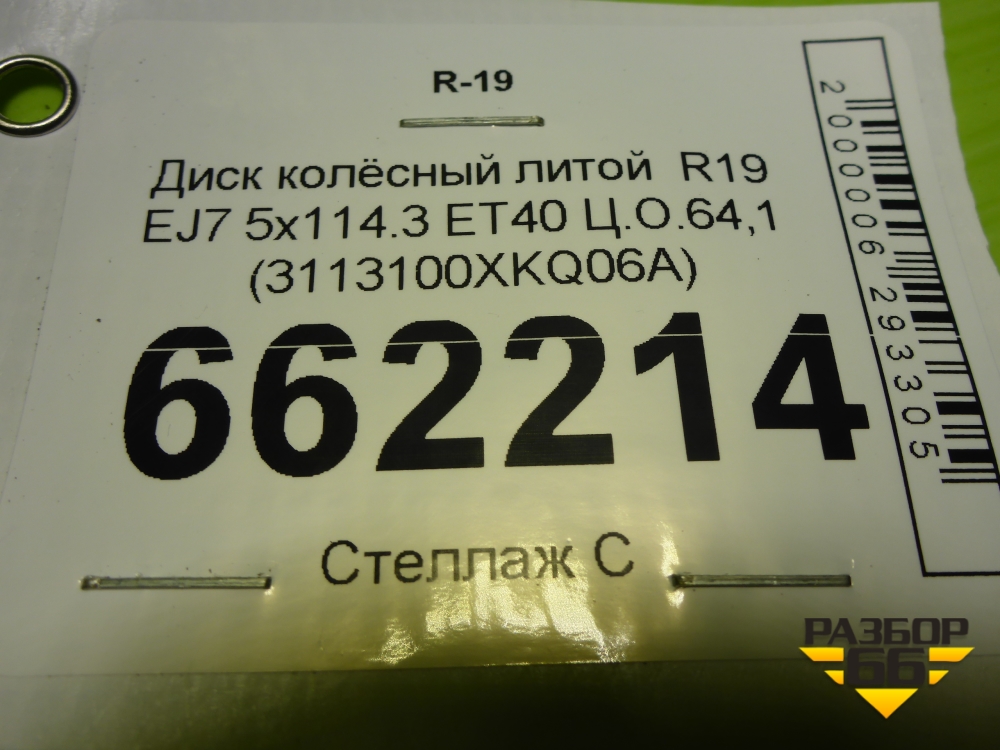 R-19
Диск колёсный литой R19
EJ7 5x114.3 ET40 Ц.О.64,1
(3113100XKQ06A)
662214
Стеллаж С
2000006293305
РАЗБОР
66